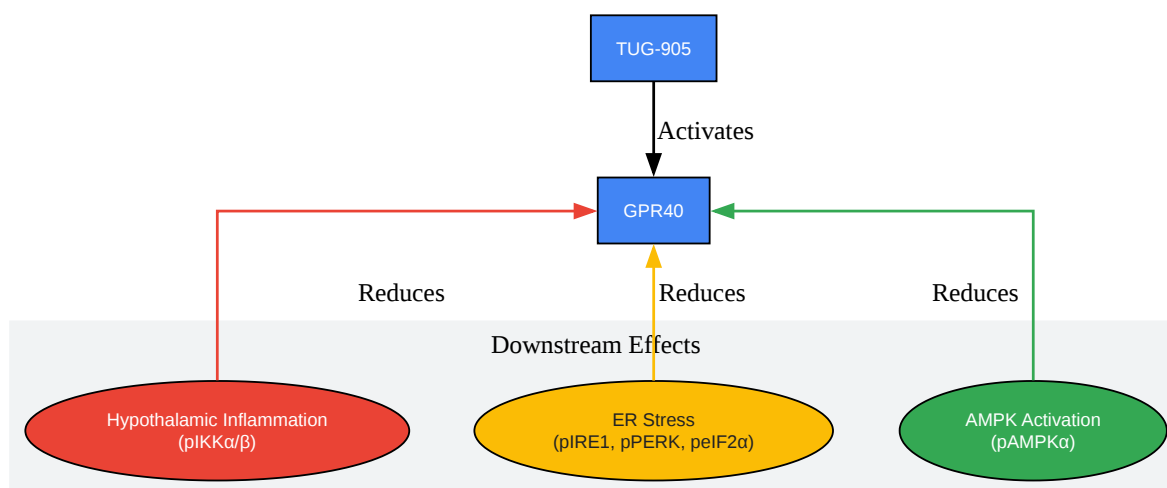 TUG-905
Activates
GPR40
Reduces
Reduces
Reduces
Downstream Effects
Hypothalamic Inflammation
(pIKKα/β)
ER Stress
(pIRE1, pPERK, peIF2α)
AMPK Activation
(pAMPKα)